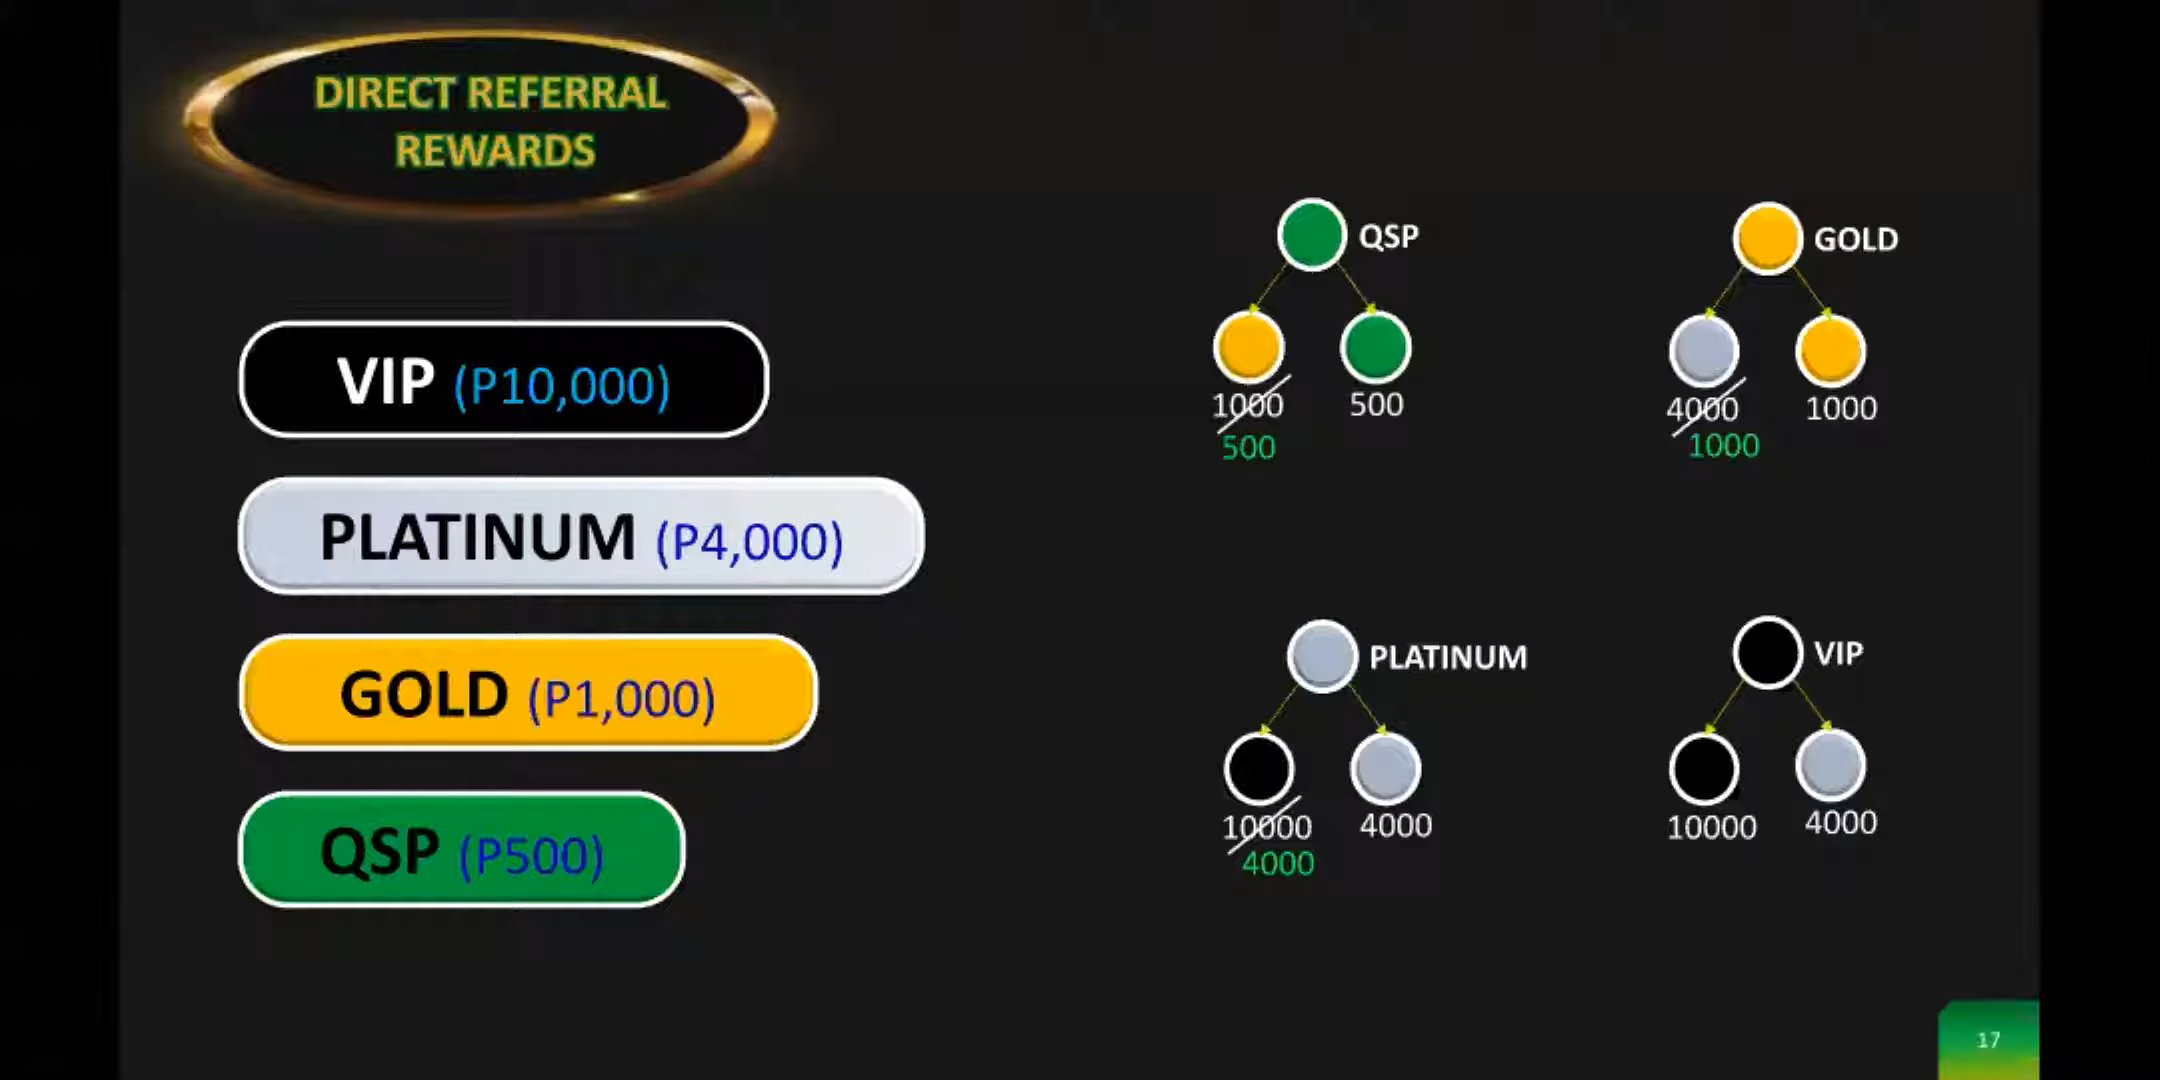 DIRECT REFERRAL
REWARDS
VIP (P10,000)
PLATINUM (P4,000)
GOLD (P1,000)
QSP (P500)
QSP
1000
500
500
GOLD
4000
1000
1000
PLATINUM
10000
4000
4000
VIP
10000
4000
17